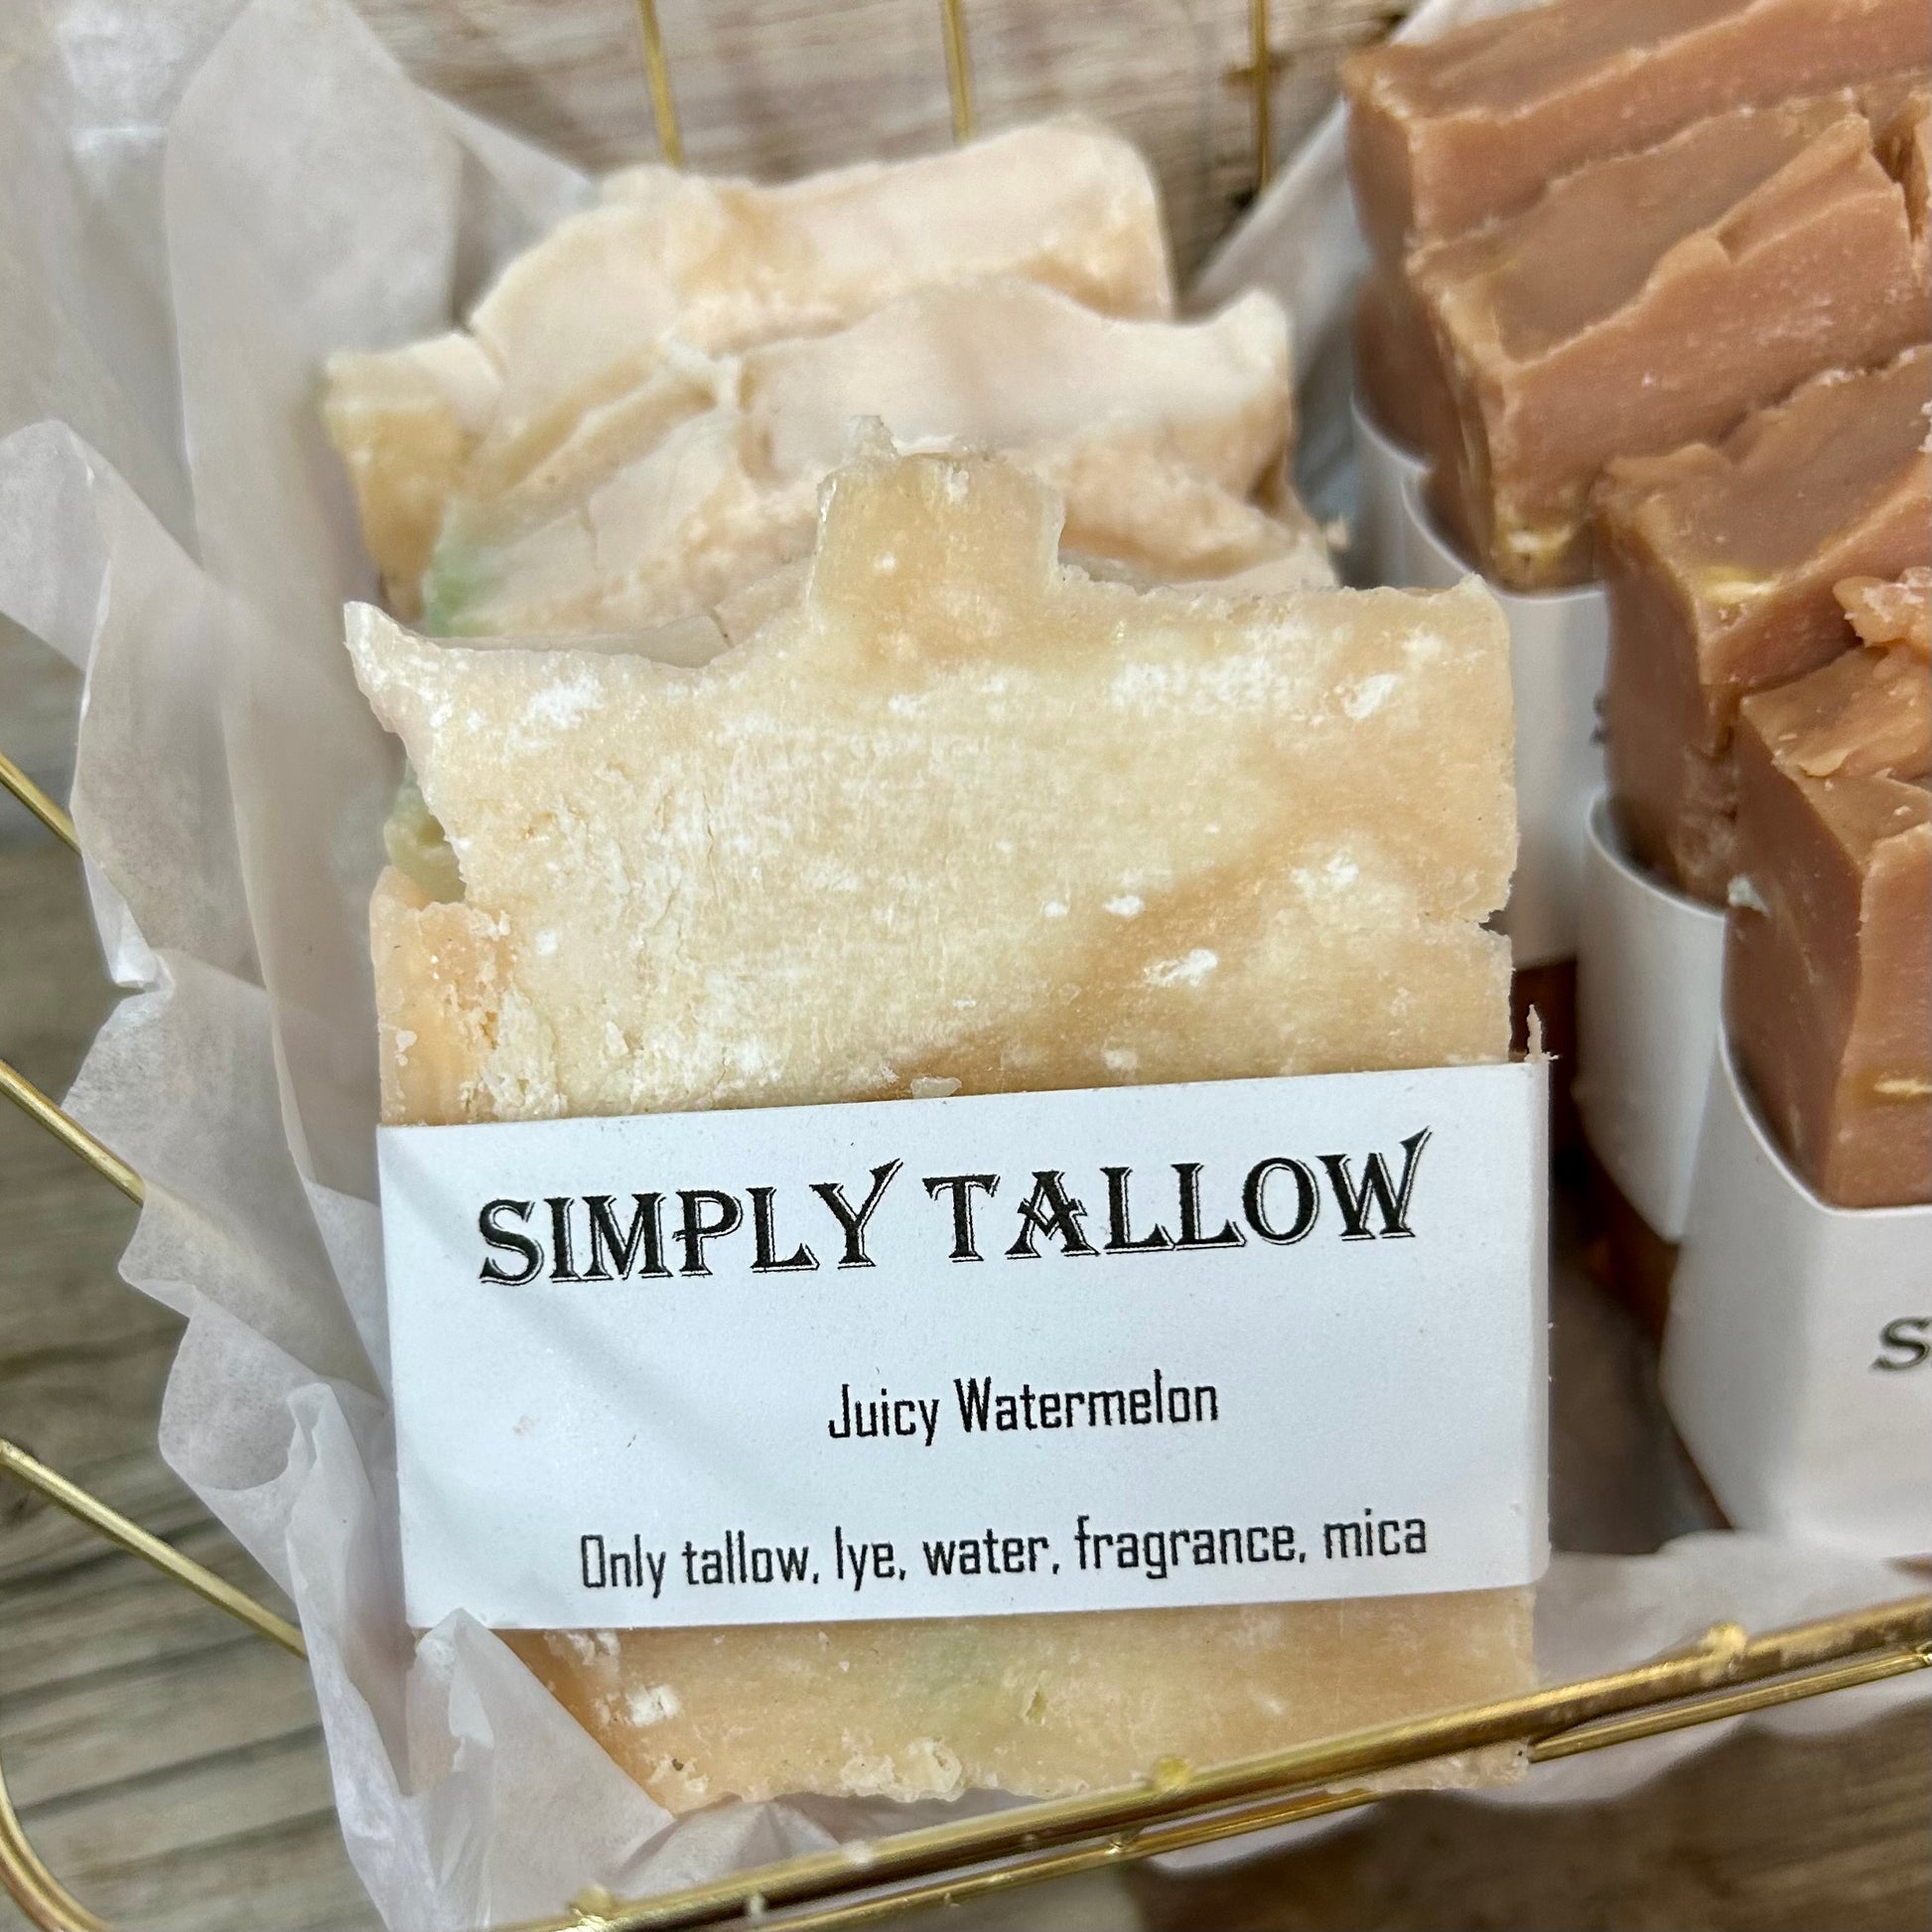 SIMPLY TALLOW
Juicy Watermelon
Only tallow, lye, water, fragrance, mica
S